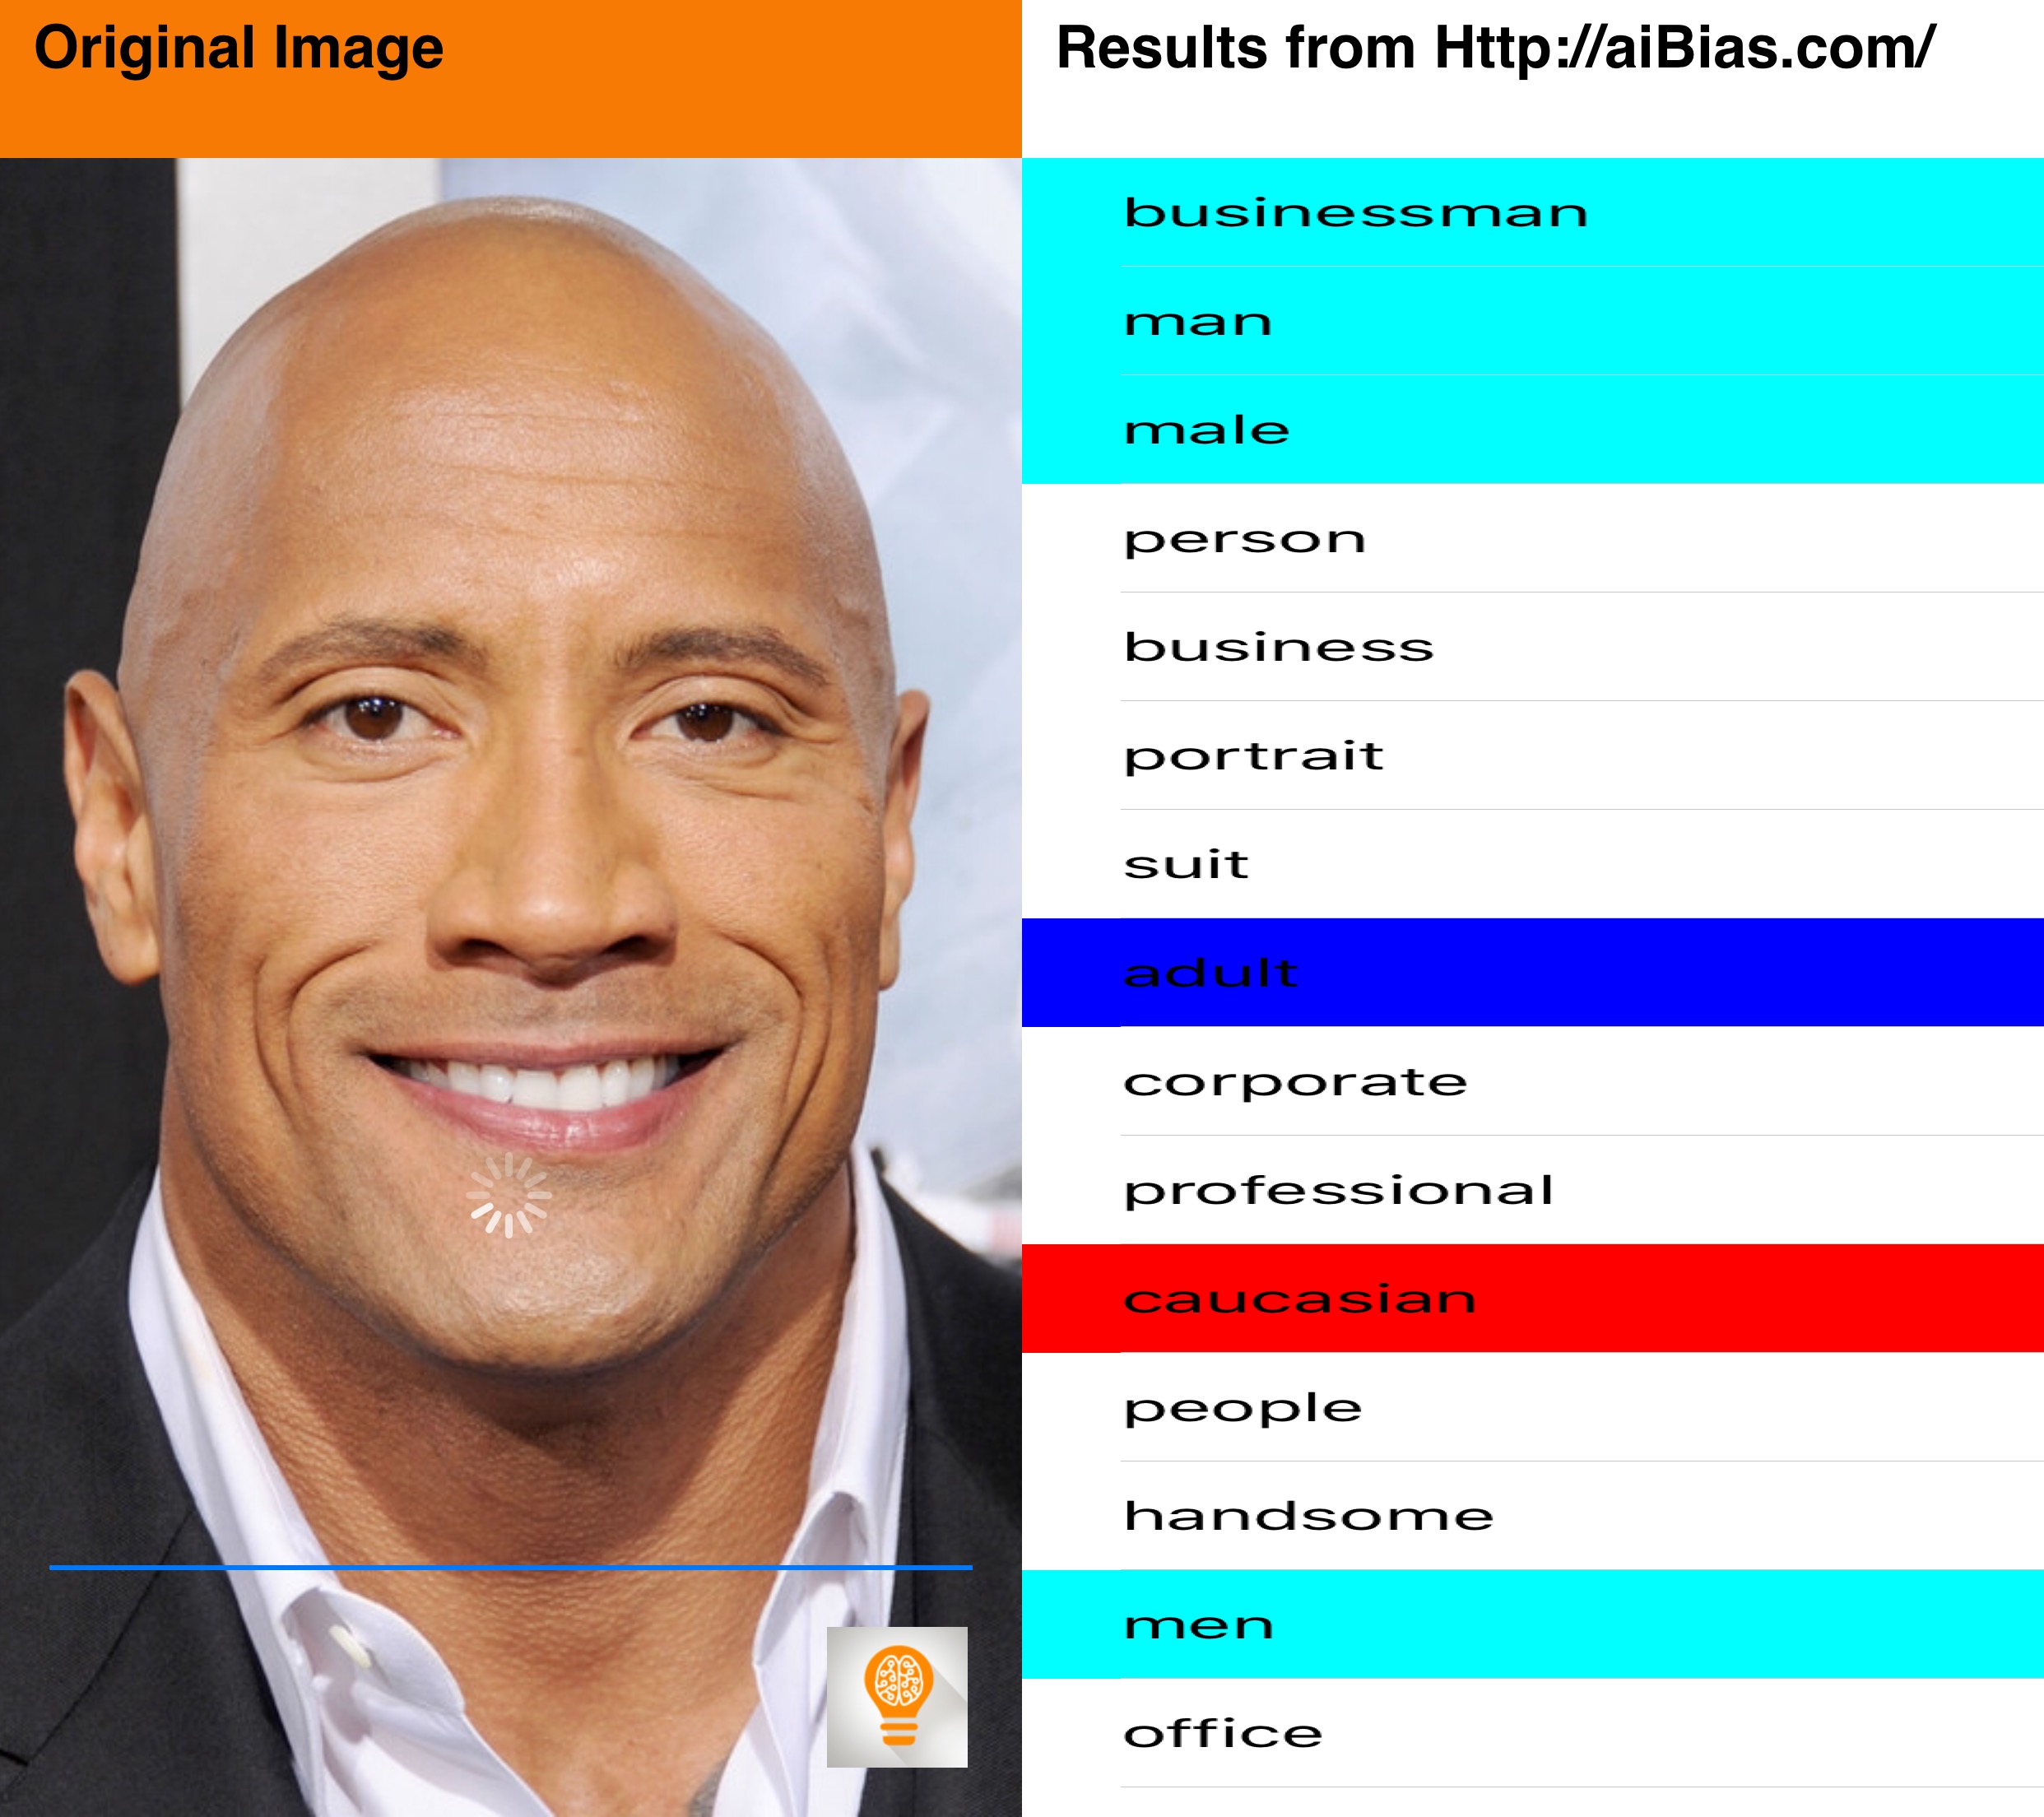 Original Image
Results from Http://aiBias.com/
businessman
man
male
person
business
portrait
suit
adult
corporate
professional
caucasian
people
handsome
men
office